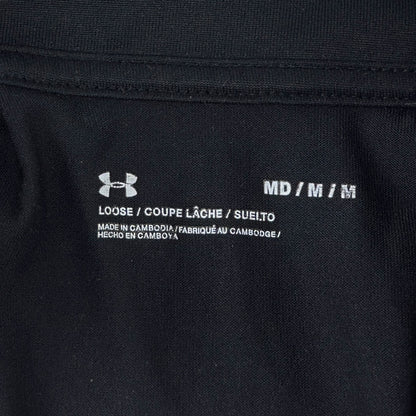 MD / M / M
LOOSE / COUPE LÂCHE / SUELTO
MADE IN CAMBODIA / FABRIQUÉ AU CAMBODGE /
HECHO EN CAMBOYA